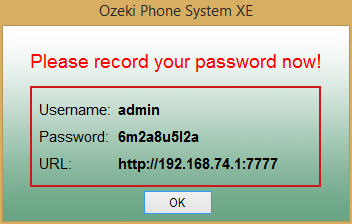 Ozeki Phone System XE
Please record your password now!
Username: admin
Password: 6m2a8u5l2a
URL: http://192.168.74.1:7777
OK